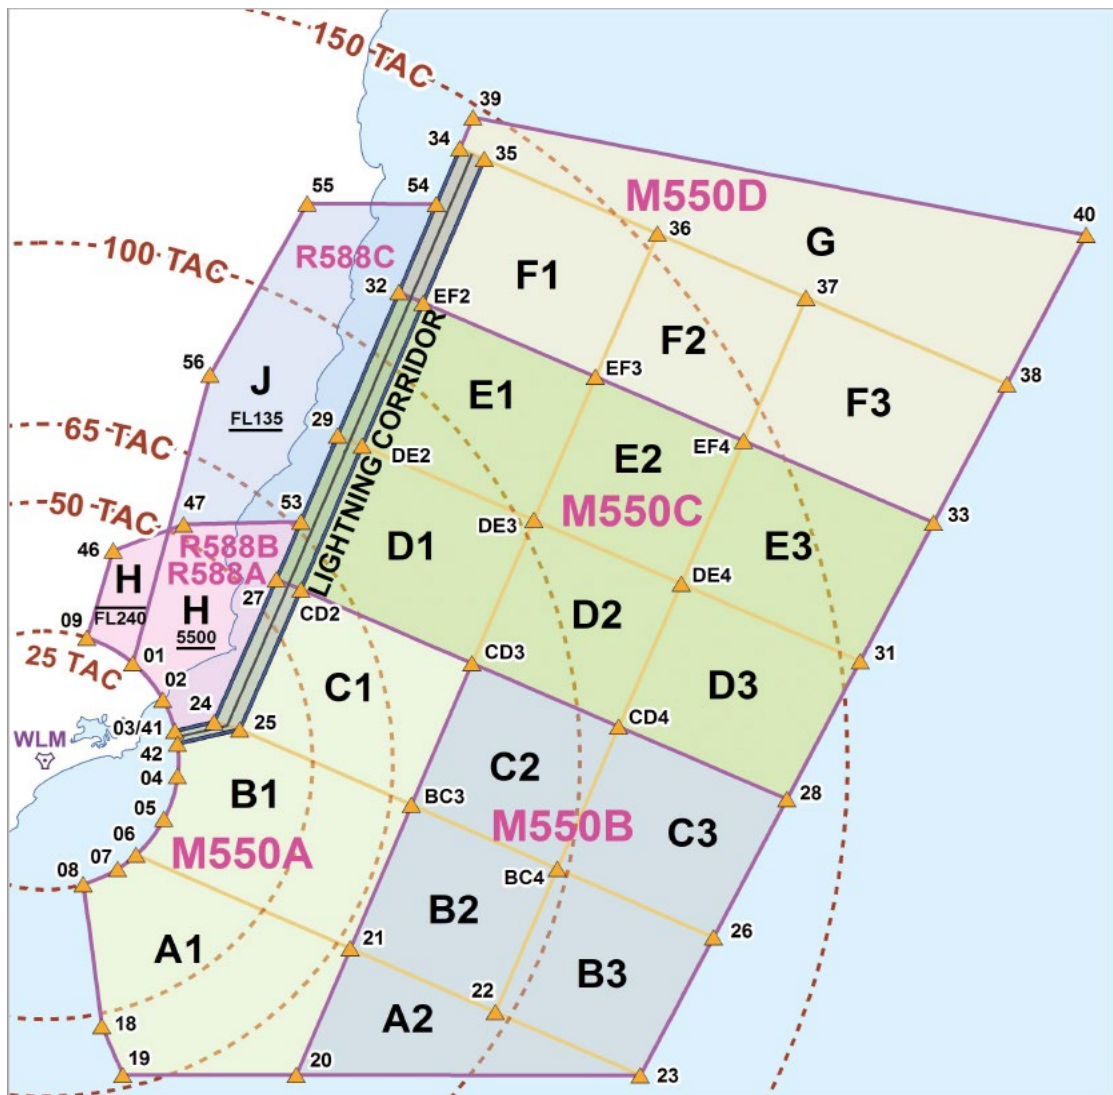 150 TAC
39
34
35
M550D
55
54
36
40
G
R588C
100 TAC
F1
32
EF2
37
F2
56
EF3
38
J
FL135
E1
F3
65 TAC
29
LIGHTNING CORRIDOR
DE2
EF4
E2
50 TAC
47
53
DE3
M550C
33
46
R588B
D1
E3
R588A
H
FL240
H
5500
27
CD2
DE4
09
D2
25 TAC
01
CD3
31
02
C1
D3
24
03/41
25
CD4
WLM
42
C2
04
B1
BC3
28
05
M550B
C3
06
M550A
07
08
BC4
B2
26
A1
21
B3
22
A2
18
19
20
23